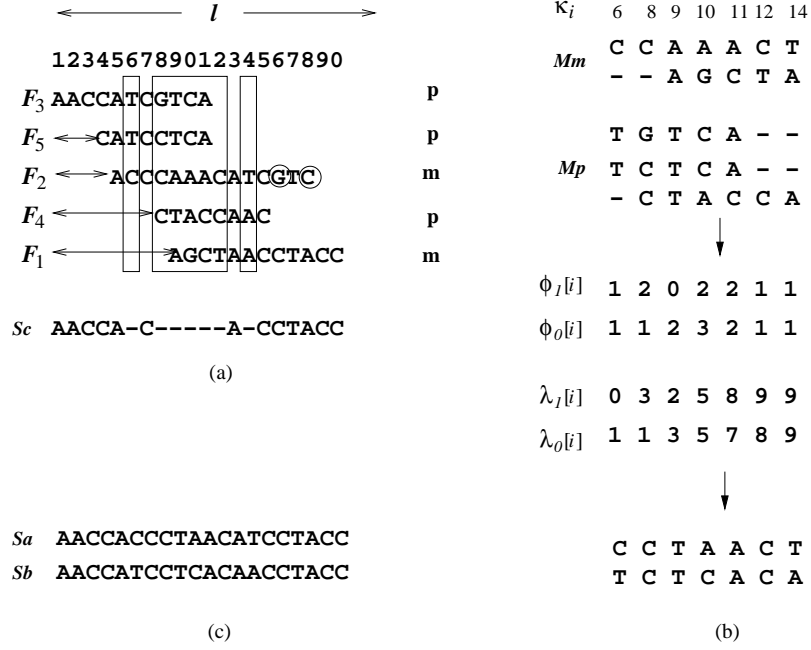 l
12345678901234567890
F3 AACCATCGTCA p
F5 CATCCTCA p
F2 ACCCAAACATCGTC m
F4 CTACCAAC p
F1 AGCTAACCTACC m
Sc AACCA-C-----A-CCTACC
(a)
Sa AACCACCCTAACATCCTACC
Sb AACCATCCTCACAACCTACC
(c)
κi 6 8 9 10 11 12 14
Mm C C A A A C T
- - A G C T A
T G T C A - -
Mp T C T C A - -
- C T A C C A
ϕ1[i] 1 2 0 2 2 1 1
ϕ0[i] 1 1 2 3 2 1 1
λ1[i] 0 3 2 5 8 9 9
λ0[i] 1 1 3 5 7 8 9
C C T A A C T
T C T C A C A
(b)